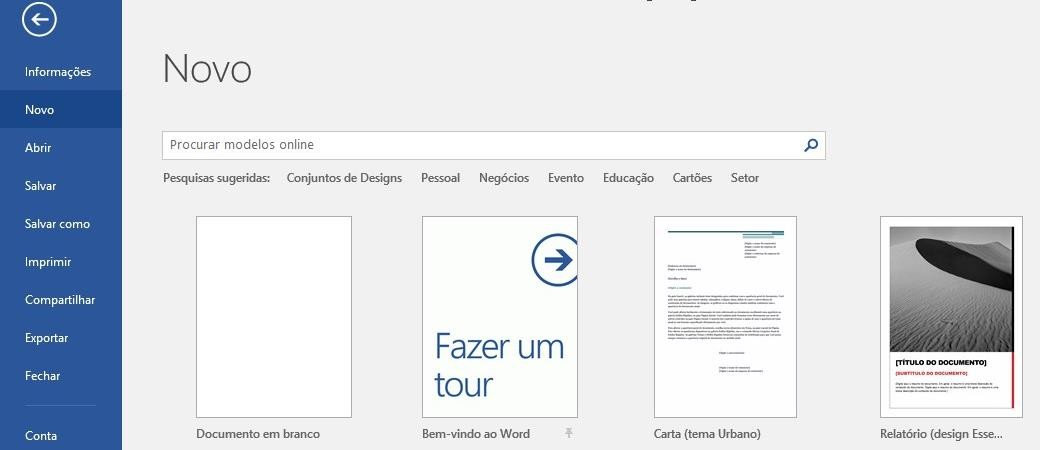 Informações
Novo
Abrir
Salvar
Salvar como
Imprimir
Compartilhar
Exportar
Fechar
Conta
Novo
Procurar modelos online
Pesquisas sugeridas: Conjuntos de Designs Pessoal Negócios Evento Educação Cartões Setor
Fazer um
tour
[TÍTULO DO DOCUMENTO]
[SUBTÍTULO DO DOCUMENTO]
Documento em branco
Bem-vindo ao Word
Carta (tema Urbano)
Relatório (design Esse...